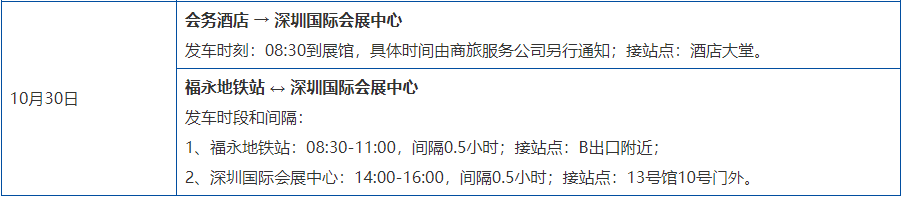 会务酒店 → 深圳国际会展中心
发车时刻：08:30到展馆，具体时间由商旅服务公司另行通知；接站点：酒店大堂。
10月30日
福永地铁站 ↔ 深圳国际会展中心
发车时段和间隔：
1、福永地铁站：08:30-11:00，间隔0.5小时；接站点：B出口附近；
2、深圳国际会展中心：14:00-16:00，间隔0.5小时；接站点：13号馆10号门外。